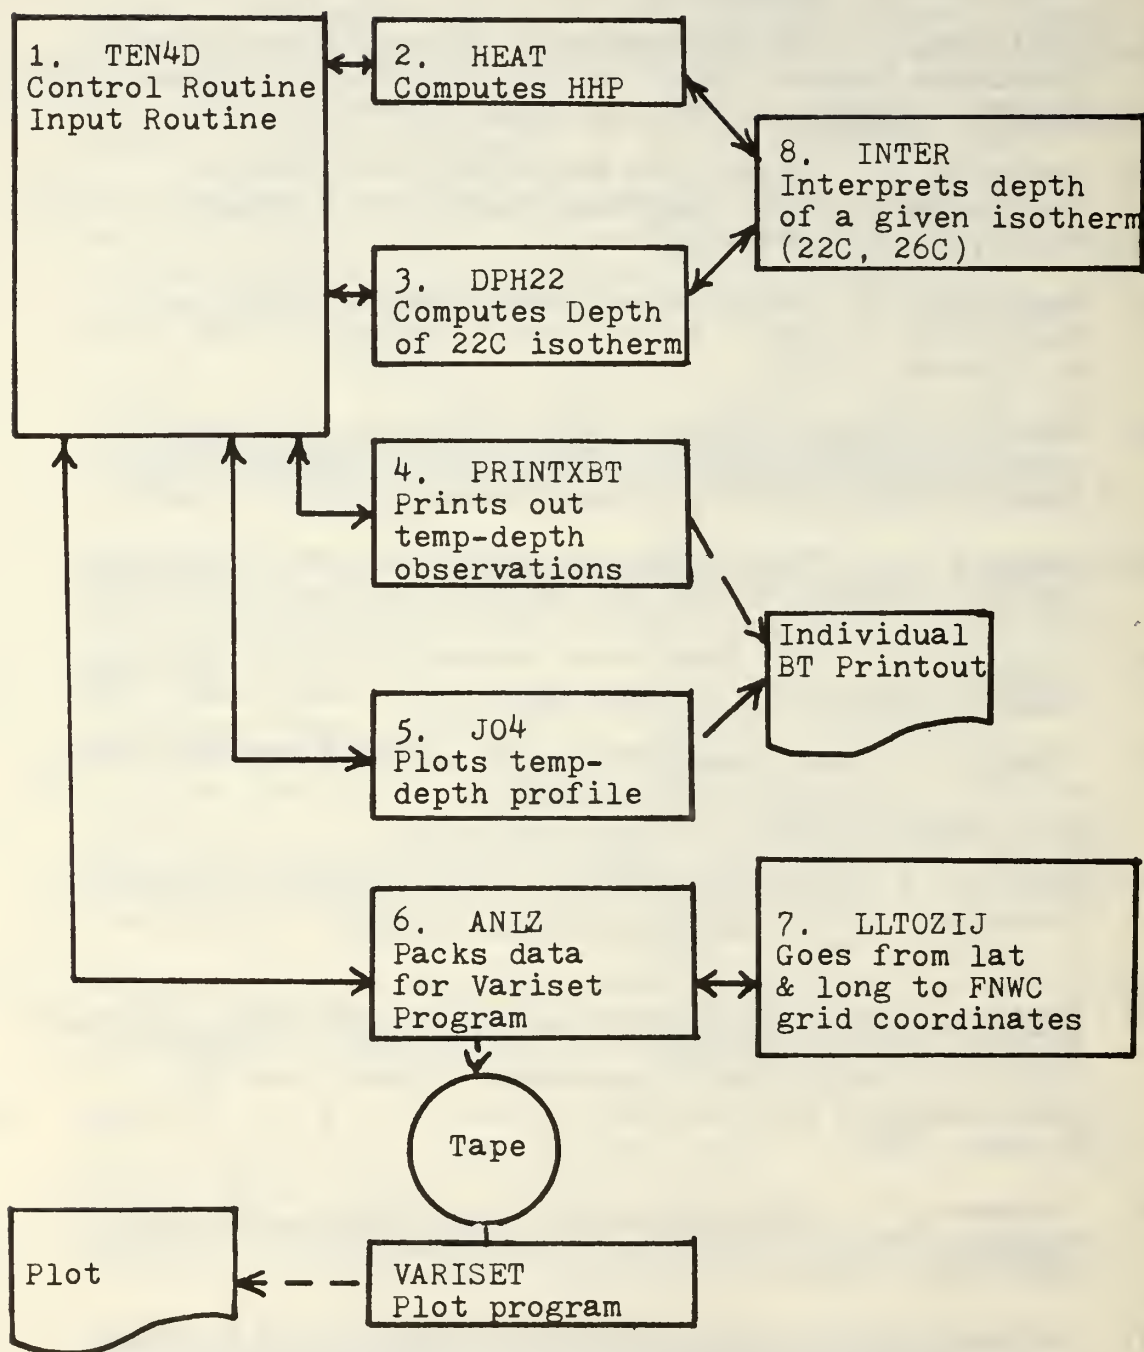 1. TEN4D
Control Routine
Input Routine
2. HEAT
Computes HHP
8. INTER
Interprets depth
of a given isotherm
(22C, 26C)
3. DPH22
Computes Depth
of 22C isotherm
4. PRINTXBT
Prints out
temp-depth
observations
Individual
BT Printout
5. JO4
Plots temp-
depth profile
6. ANLZ
Packs data
for Variset
Program
7. LLTOZIJ
Goes from lat
& long to FNWC
grid coordinates
Tape
Plot
VARISET
Plot program